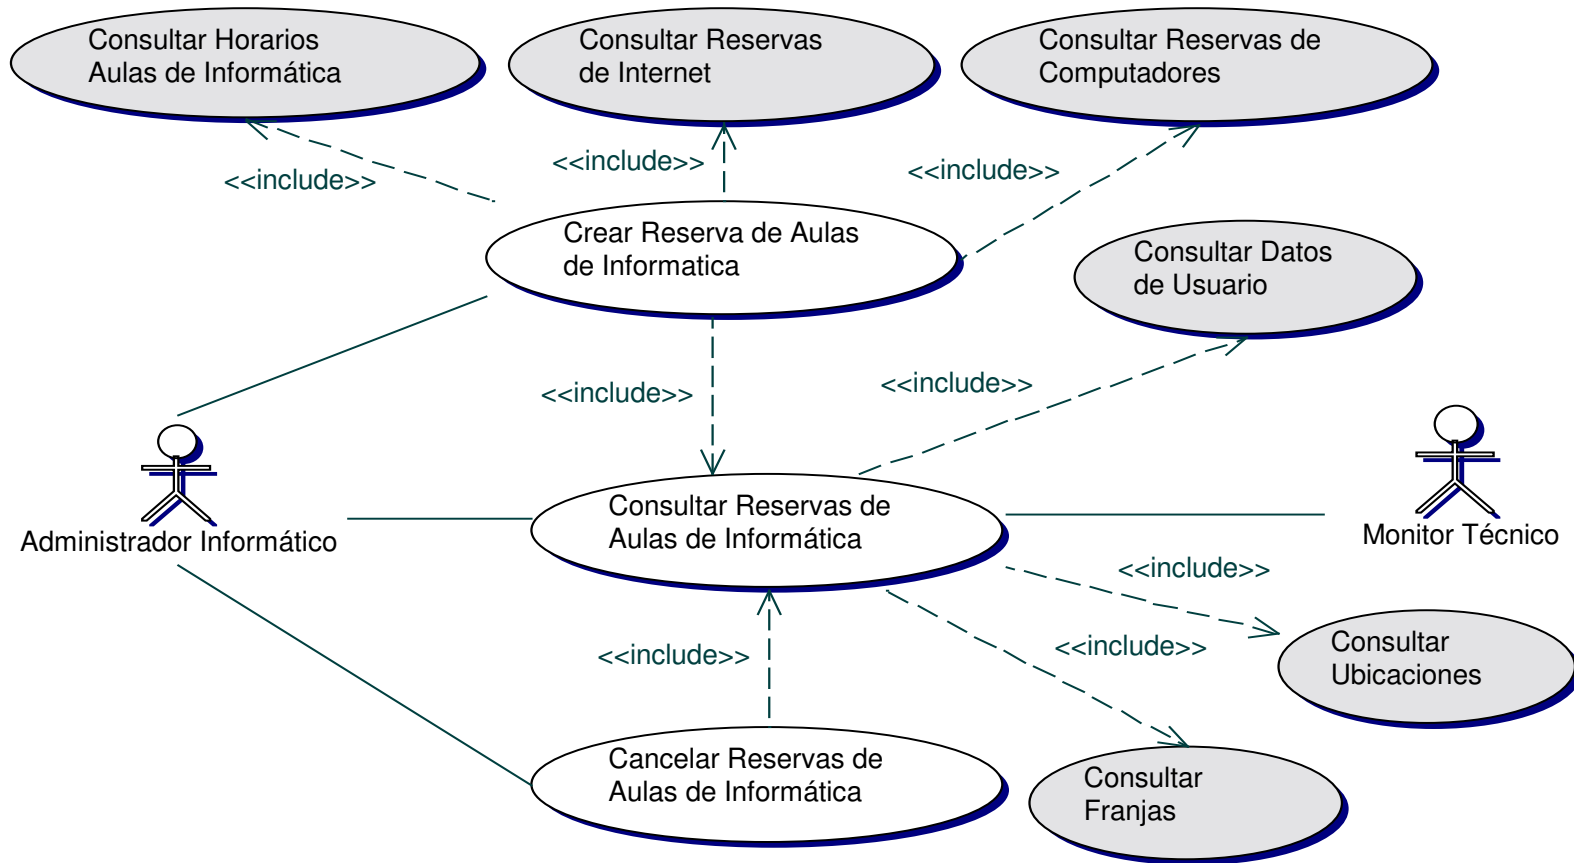 Consultar Horarios
Aulas de Informática
Consultar Reservas
de Internet
Consultar Reservas de
Computadores
<<include>>
<<include>>
<<include>>
Crear Reserva de Aulas
de Informatica
Consultar Datos
de Usuario
<<include>>
<<include>>
Administrador Informático
Consultar Reservas de
Aulas de Informática
Monitor Técnico
<<include>>
<<include>>
<<include>>
Consultar
Ubicaciones
Cancelar Reservas de
Aulas de Informática
Consultar
Franjas